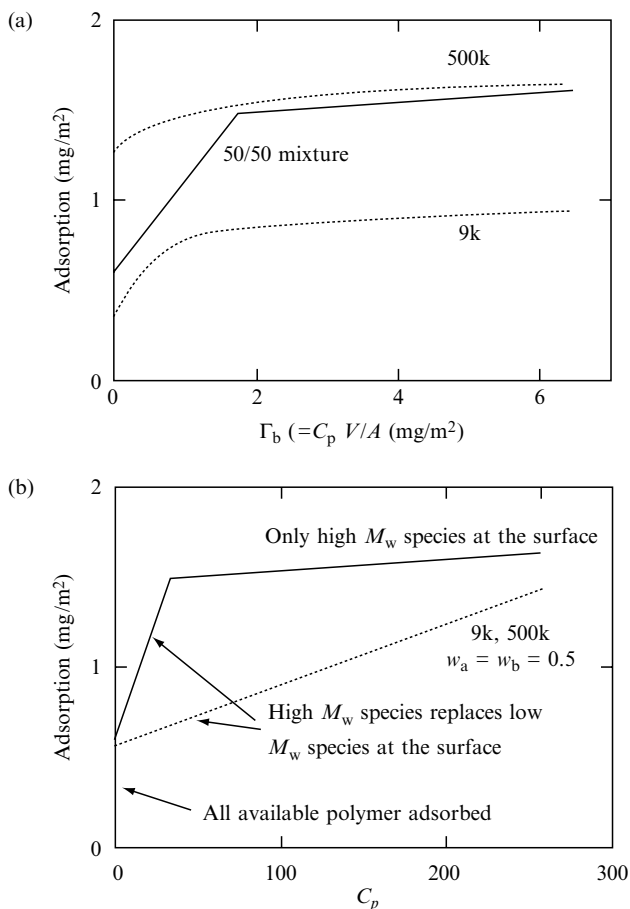 (a)
2
500k
50/50 mixture
1
9k
0
0
2
4
6
Adsorption (mg/m²)
Γb (=Cp V/A (mg/m²)
(b)
2
Only high Mw species at the surface
9k, 500k
wa = wb = 0.5
1
High Mw species replaces low
Mw species at the surface
All available polymer adsorbed
0
0
100
200
300
Adsorption (mg/m²)
Cp